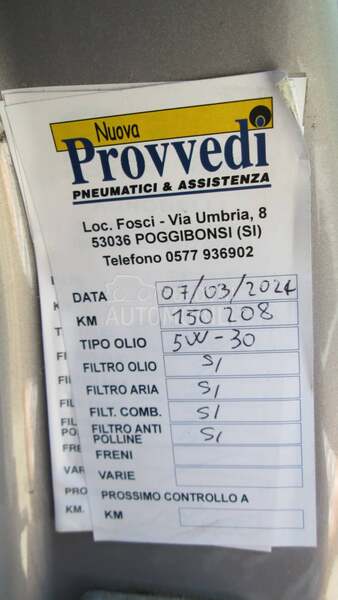 Nuova
Provvedi
PNEUMATICI & ASSISTENZA
Loc. Fosci - Via Umbria, 8
53036 POGGIBONSI (SI)
Telefono 0577 936902
DATA 07/03/2024
KM 150208
TIPO OLIO 5W-30
FILTRO OLIO SI
FILTRO ARIA SI
FILT. COMB. SI
FILTRO ANTI POLLINE SI
FRENI
VARIE
PROSSIMO CONTROLLO A
KM